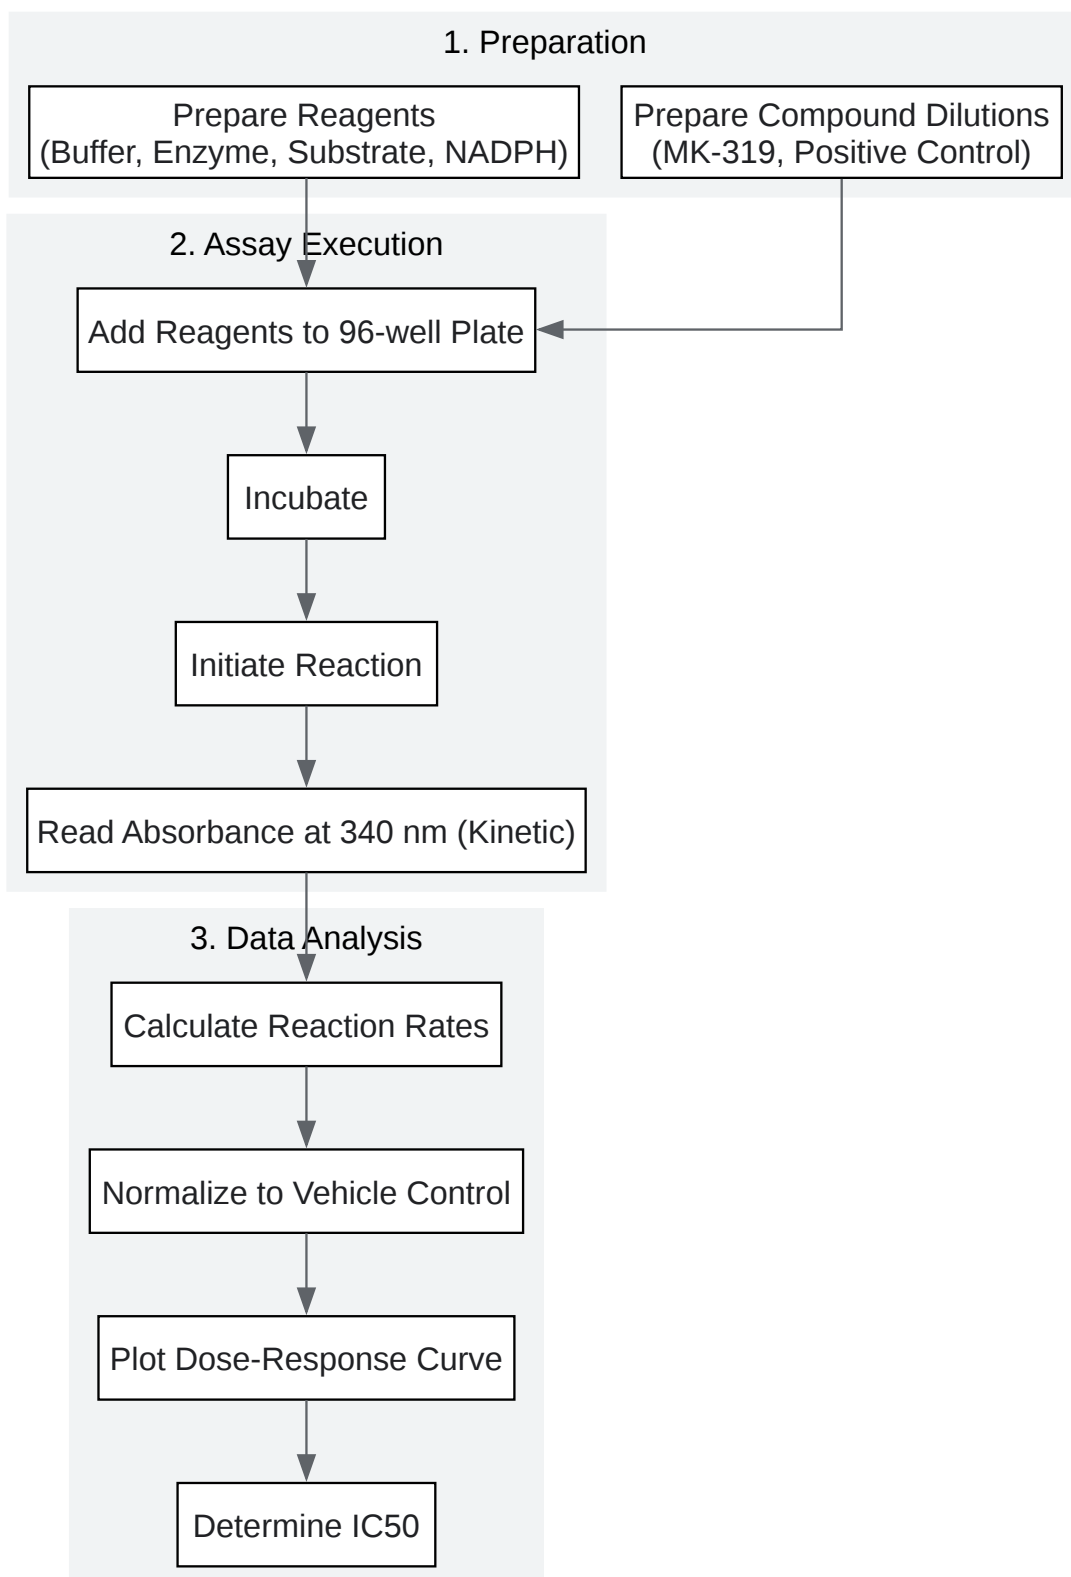 1. Preparation
Prepare Reagents
(Buffer, Enzyme, Substrate, NADPH)
Prepare Compound Dilutions
(MK-319, Positive Control)
2. Assay Execution
Add Reagents to 96-well Plate
Incubate
Initiate Reaction
Read Absorbance at 340 nm (Kinetic)
3. Data Analysis
Calculate Reaction Rates
Normalize to Vehicle Control
Plot Dose-Response Curve
Determine IC50